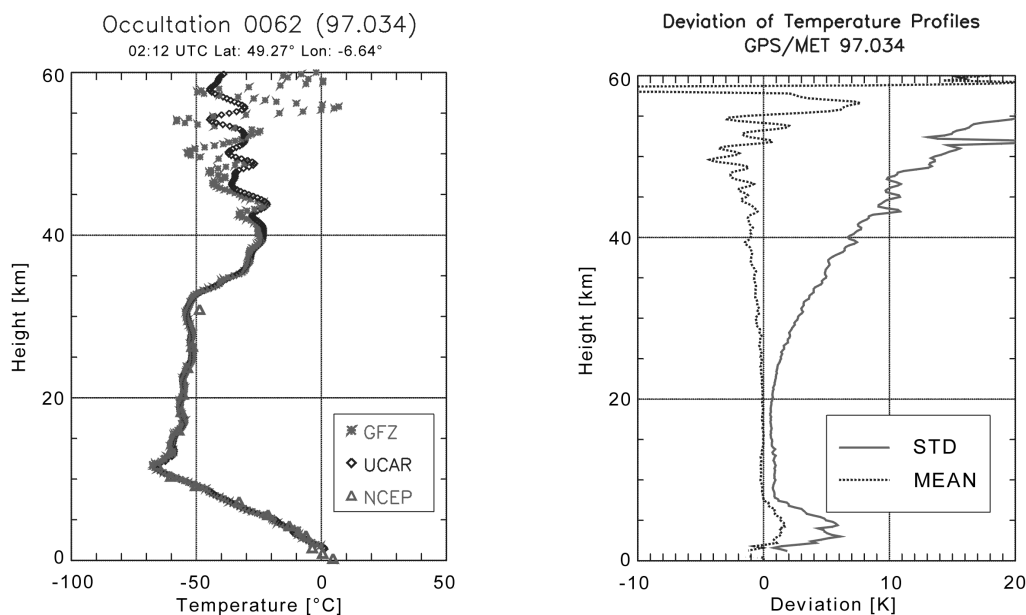 Occultation 0062 (97.034)
02:12 UTC Lat: 49.27° Lon: -6.64°
60
40
20
0
Height [km]
GFZ
UCAR
NCEP
-100 -50 0 50
Temperature [°C]
Deviation of Temperature Profiles
GPS/MET 97.034
60
40
20
0
Height [km]
STD
MEAN
-10 0 10 20
Deviation [K]